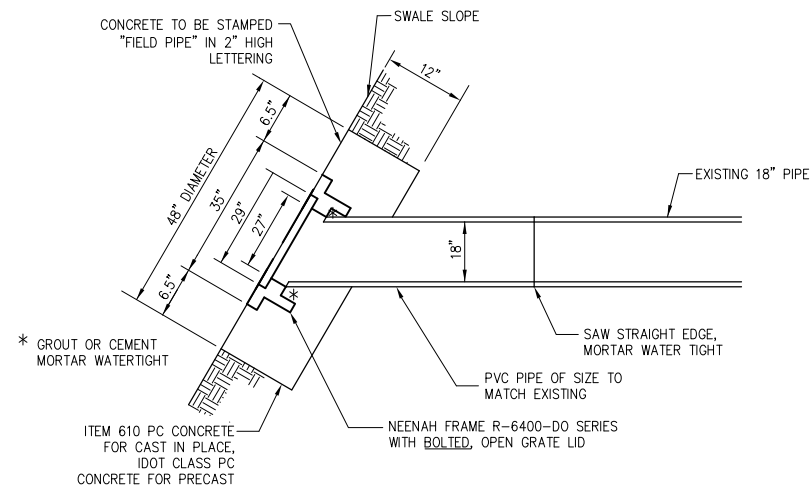 CONCRETE TO BE STAMPED
"FIELD PIPE" IN 2" HIGH
LETTERING
SWALE SLOPE
12"
6.5"
48" DIAMETER
35"
29"
27"
6.5"
EXISTING 18" PIPE
18"
* GROUT OR CEMENT
MORTAR WATERTIGHT
*
*
SAW STRAIGHT EDGE,
MORTAR WATER TIGHT
PVC PIPE OF SIZE TO
MATCH EXISTING
ITEM 610 PC CONCRETE
FOR CAST IN PLACE,
IDOT CLASS PC
CONCRETE FOR PRECAST
NEENAH FRAME R-6400-DO SERIES
WITH BOLTED, OPEN GRATE LID